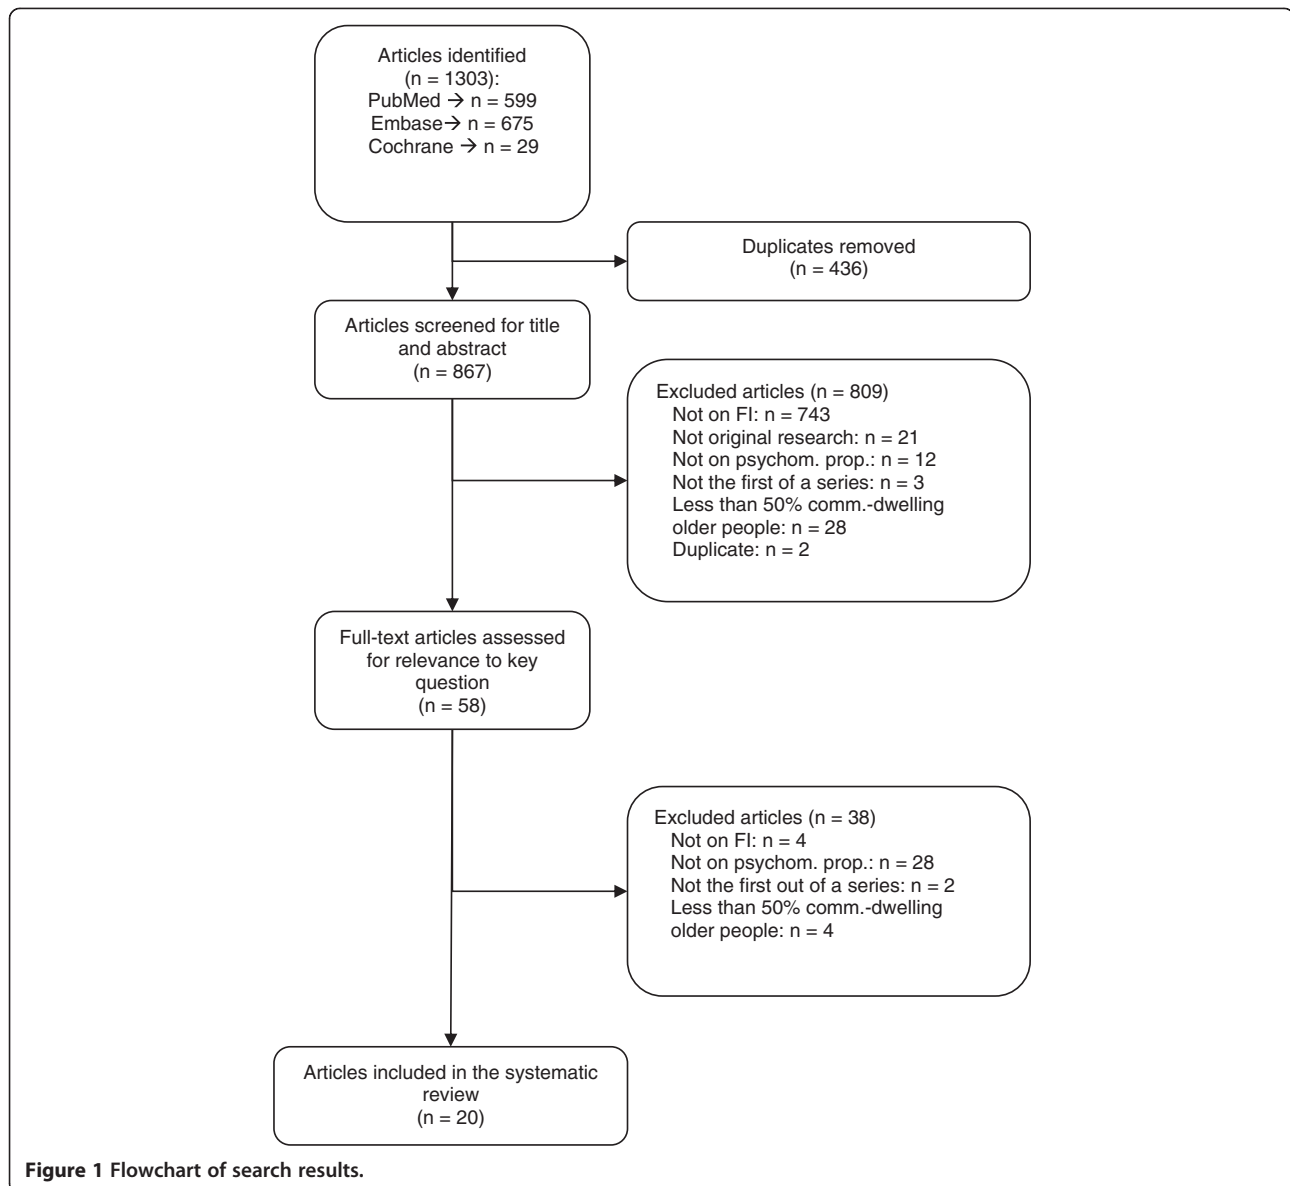 Articles identified
(n = 1303):
PubMed → n = 599
Embase→ n = 675
Cochrane → n = 29
Duplicates removed
(n = 436)
Articles screened for title
and abstract
(n = 867)
Excluded articles (n = 809)
Not on FI: n = 743
Not original research: n = 21
Not on psychom. prop.: n = 12
Not the first of a series: n = 3
Less than 50% comm.-dwelling
older people: n = 28
Duplicate: n = 2
Full-text articles assessed
for relevance to key
question
(n = 58)
Excluded articles (n = 38)
Not on FI: n = 4
Not on psychom. prop.: n = 28
Not the first out of a series: n = 2
Less than 50% comm.-dwelling
older people: n = 4
Articles included in the systematic
review
(n = 20)
Figure 1 Flowchart of search results.